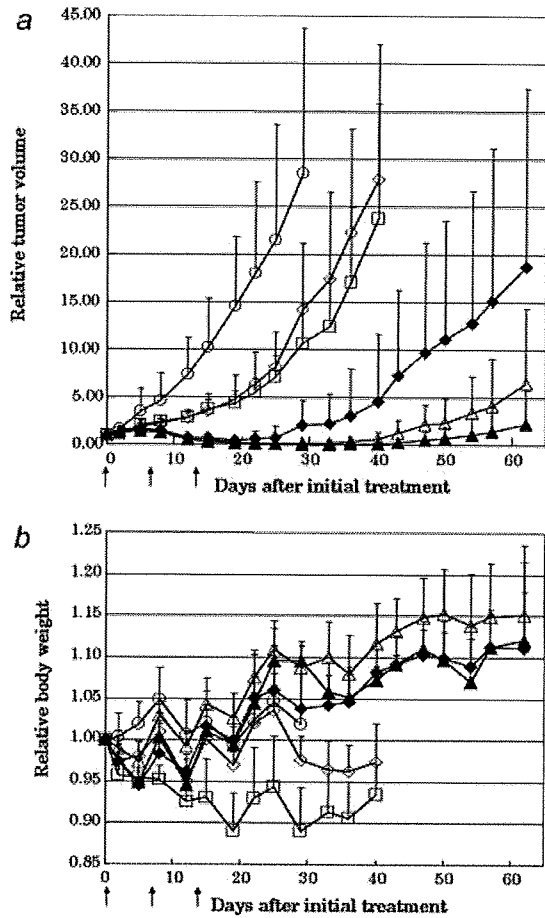 a
45.00
40.00
35.00
30.00
25.00
20.00
15.00
10.00
5.00
0.00
Relative tumor volume
0 10 20 30 40 50 60
Days after initial treatment
b
1.25
1.20
1.15
1.10
1.05
1.00
0.95
0.90
0.85
Relative body weight
0 10 20 30 40 50 60
Days after initial treatment